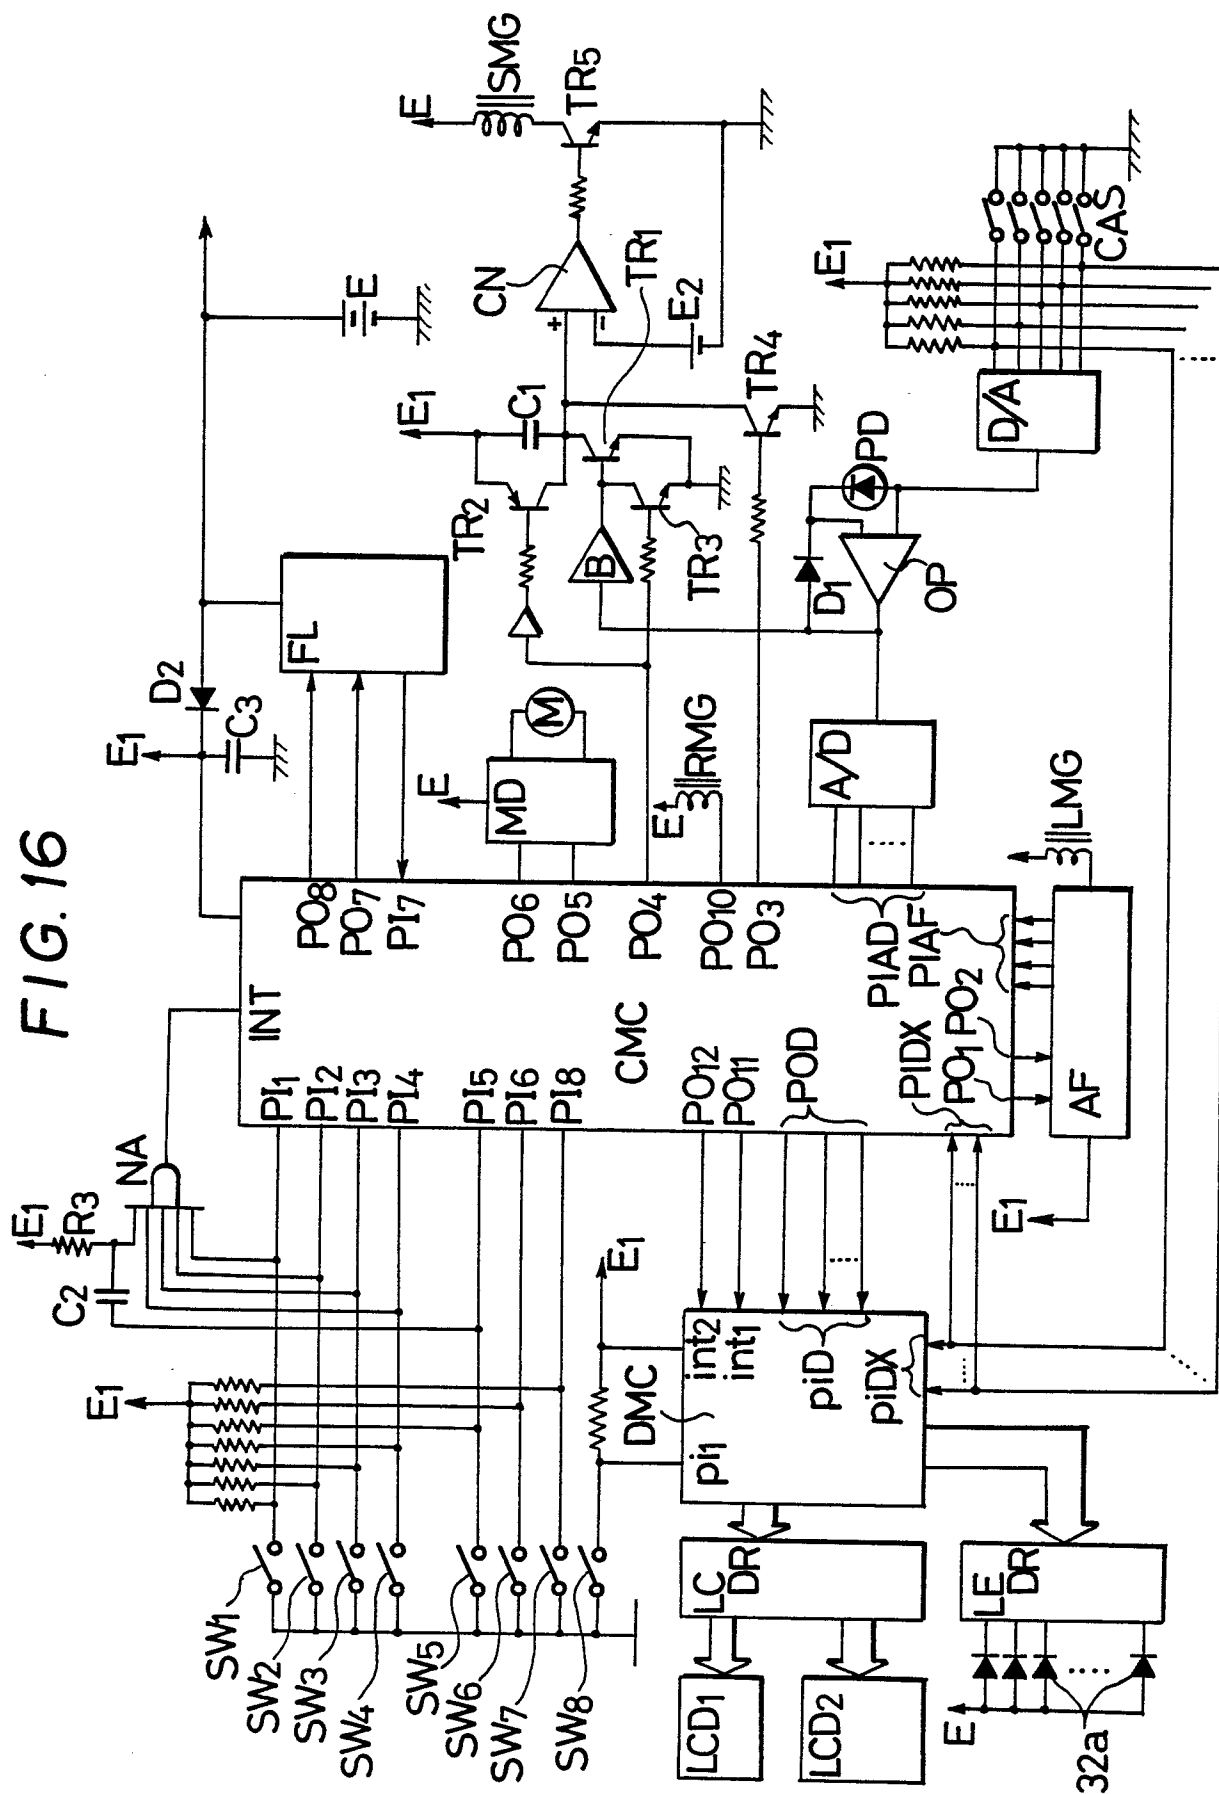 FIG. 16
E1
D2
E1
C3
E
FL
E
SMG
TR5
CN
+
-
TR1
E2
E1
C1
TR2
B
TR3
TR4
MD
M
E
E
RMG
D1
PD
OP
A/D
D/A
E1
CAS
LMG
E1
R3
NA
C2
E1
INT
PI1
PI2
PI3
PI4
PI5
PI6
PI8
CMC
PO8
PO7
PI7
PO6
PO5
PO4
PO10
PO3
PIAD
PIAF
PO12
PO11
POD
PIDX
PO1
PO2
AF
E1
SW1
SW2
SW3
SW4
SW5
SW6
SW7
SW8
E1
DMC
int2
int1
pi1
piD
piDX
LC
DR
LE
DR
LCD1
LCD2
E
32a